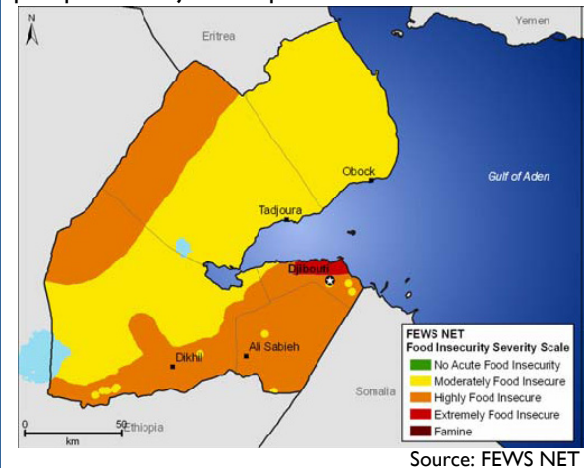 N
Yemen
Eritrea
Obock
Gulf of Aden
Tadjoura
Djibouti
FEWS NET
Food Insecurity Severity Scale
No Acute Food Insecurity
Moderately Food Insecure
Highly Food Insecure
Extremely Food Insecure
Famine
Ali Sabieh
Dikhil
Somalia
0 50
km
Ethiopia
Source: FEWS NET